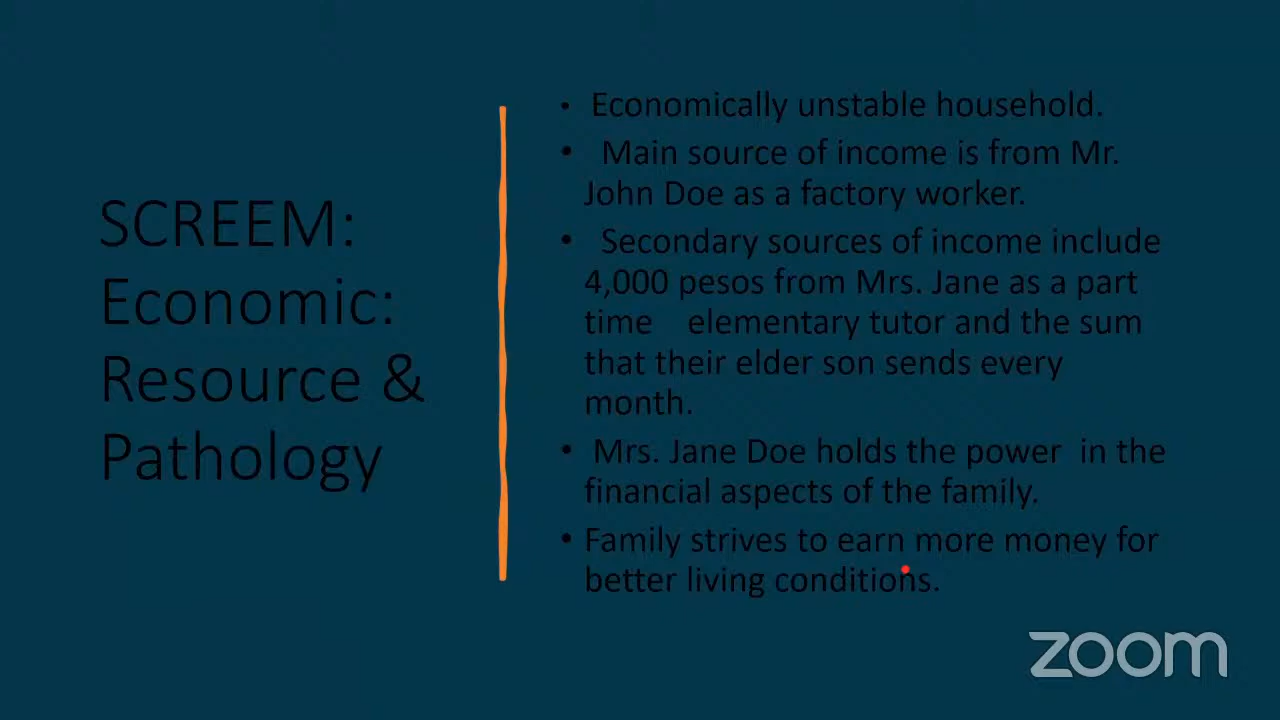 SCREEM:
Economic:
Resource &
Pathology
• Economically unstable household.
• Main source of income is from Mr.
John Doe as a factory worker.
• Secondary sources of income include
4,000 pesos from Mrs. Jane as a part
time elementary tutor and the sum
that their elder son sends every
month.
• Mrs. Jane Doe holds the power in the
financial aspects of the family.
• Family strives to earn more money for
better living conditions.
zoom